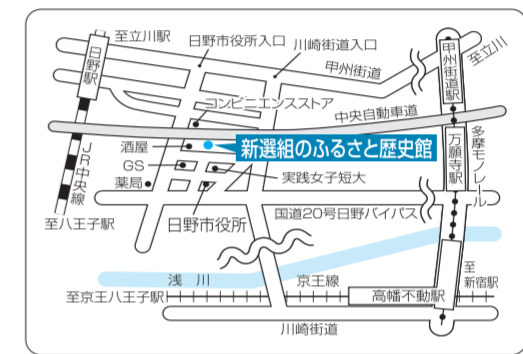 至立川駅
日野市役所入口
川崎街道入口
甲州街道
至立川
日野駅
甲州街道駅
コンビニエンスストア
中央自動車道
酒屋
新選組のふるさと歴史館
万願寺駅
多摩モノレール
GS
実践女子短大
薬局
JR中央線
日野市役所
国道20号日野バイパス
至八王子駅
浅川
京王線
至京王八王子駅
高幡不動駅
至新宿駅
川崎街道